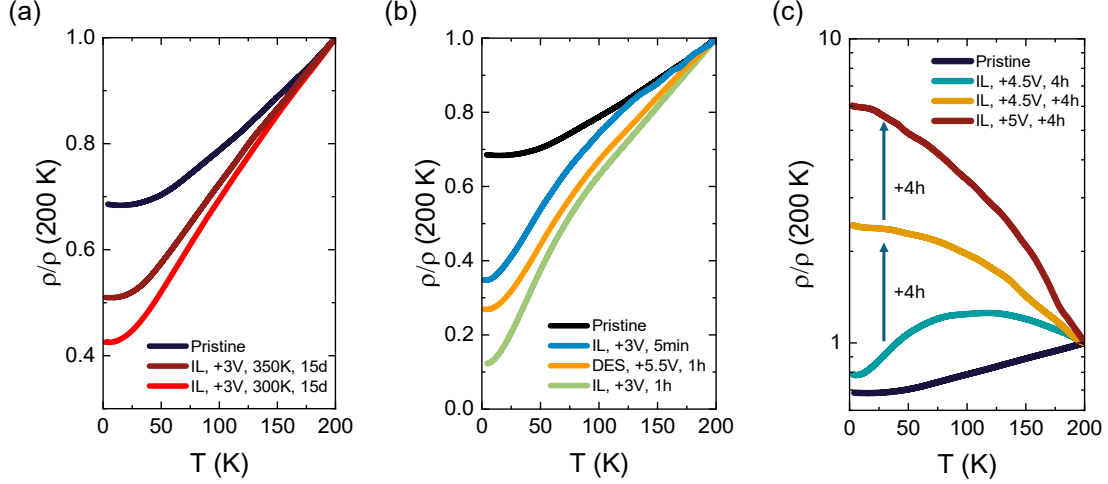 (a)
1.0
0.8
0.6
0.4
ρ/ρ (200 K)
0 50 100 150 200
T (K)
Pristine
IL, +3V, 350K, 15d
IL, +3V, 300K, 15d
(b)
1.0
0.8
0.6
0.4
0.2
0.0
ρ/ρ (200 K)
0 50 100 150 200
T (K)
Pristine
IL, +3V, 5min
DES, +5.5V, 1h
IL, +3V, 1h
(c)
10
1
ρ/ρ (200 K)
0 50 100 150 200
T (K)
Pristine
IL, +4.5V, 4h
IL, +4.5V, +4h
IL, +5V, +4h
+4h
+4h